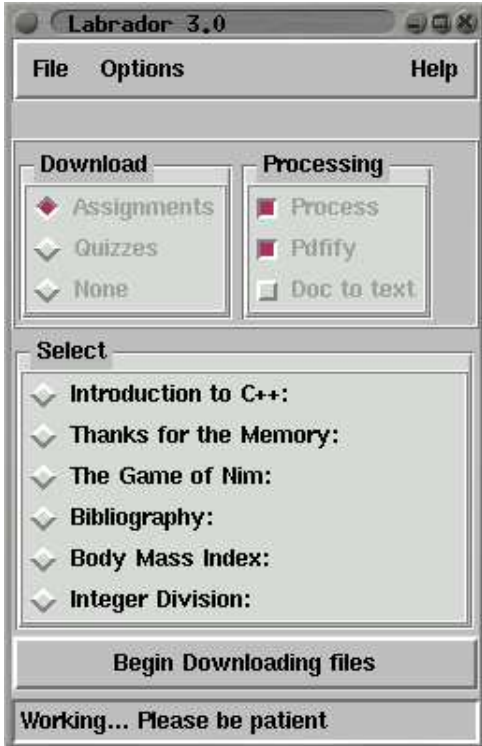 Labrador 3.0
File Options Help
Download
Assignments
Quizzes
None
Processing
Process
Pdfify
Doc to text
Select
Introduction to C++:
Thanks for the Memory:
The Game of Nim:
Bibliography:
Body Mass Index:
Integer Division:
Begin Downloading files
Working... Please be patient